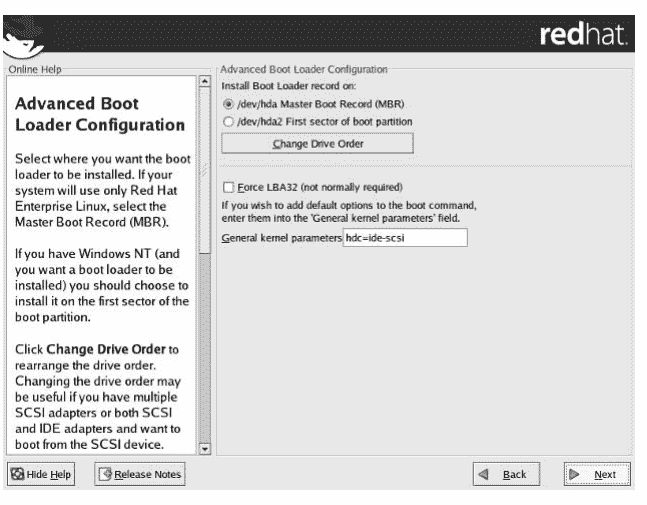 redhat.
Online Help
Advanced Boot
Loader Configuration
Select where you want the boot
loader to be installed. If your
system will use only Red Hat
Enterprise Linux, select the
Master Boot Record (MBR).
If you have Windows NT (and
you want a boot loader to be
installed) you should choose to
install it on the first sector of the
boot partition.
Click Change Drive Order to
rearrange the drive order.
Changing the drive order may
be useful if you have multiple
SCSI adapters or both SCSI
and IDE adapters and want to
boot from the SCSI device.
Advanced Boot Loader Configuration
Install Boot Loader record on:
/dev/hda Master Boot Record (MBR)
/dev/hda2 First sector of boot partition
Change Drive Order
Force LBA32 (not normally required)
If you wish to add default options to the boot command,
enter them into the 'General kernel parameters' field.
General kernel parameters hdc=ide-scsi
Hide Help
Release Notes
Back
Next